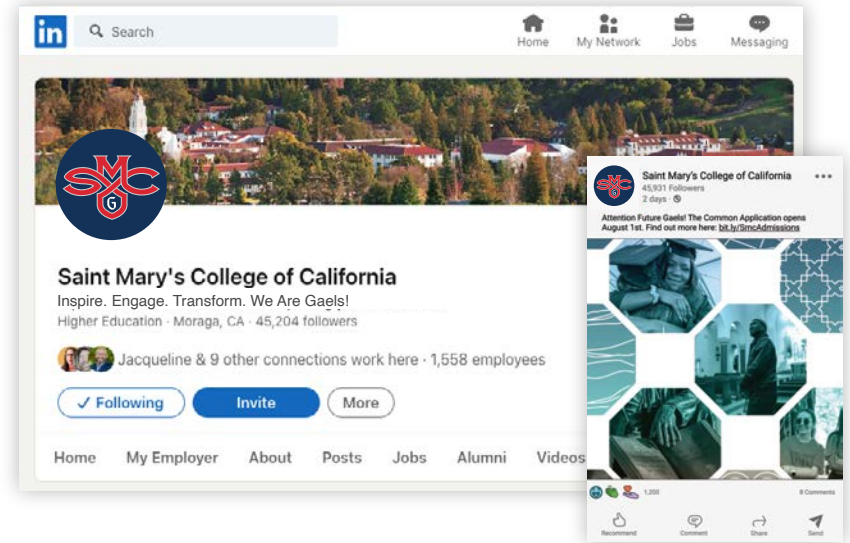 in
Search
Home
My Network
Jobs
Messaging
SMC
G
Saint Mary's College of California
Inspire. Engage. Transform. We Are Gaels!
Higher Education · Moraga, CA · 45,204 followers
Jacqueline & 9 other connections work here · 1,558 employees
✓ Following
Invite
More
Home
My Employer
About
Posts
Jobs
Alumni
Videos
SMC
G
Saint Mary's College of California
45,931 Followers
2 days ·
Attention Future Gaels! The Common Application opens
August 1st. Find out more here: bit.ly/SmcAdmissions
1,200
8 Comments
Recommend
Comment
Share
Send